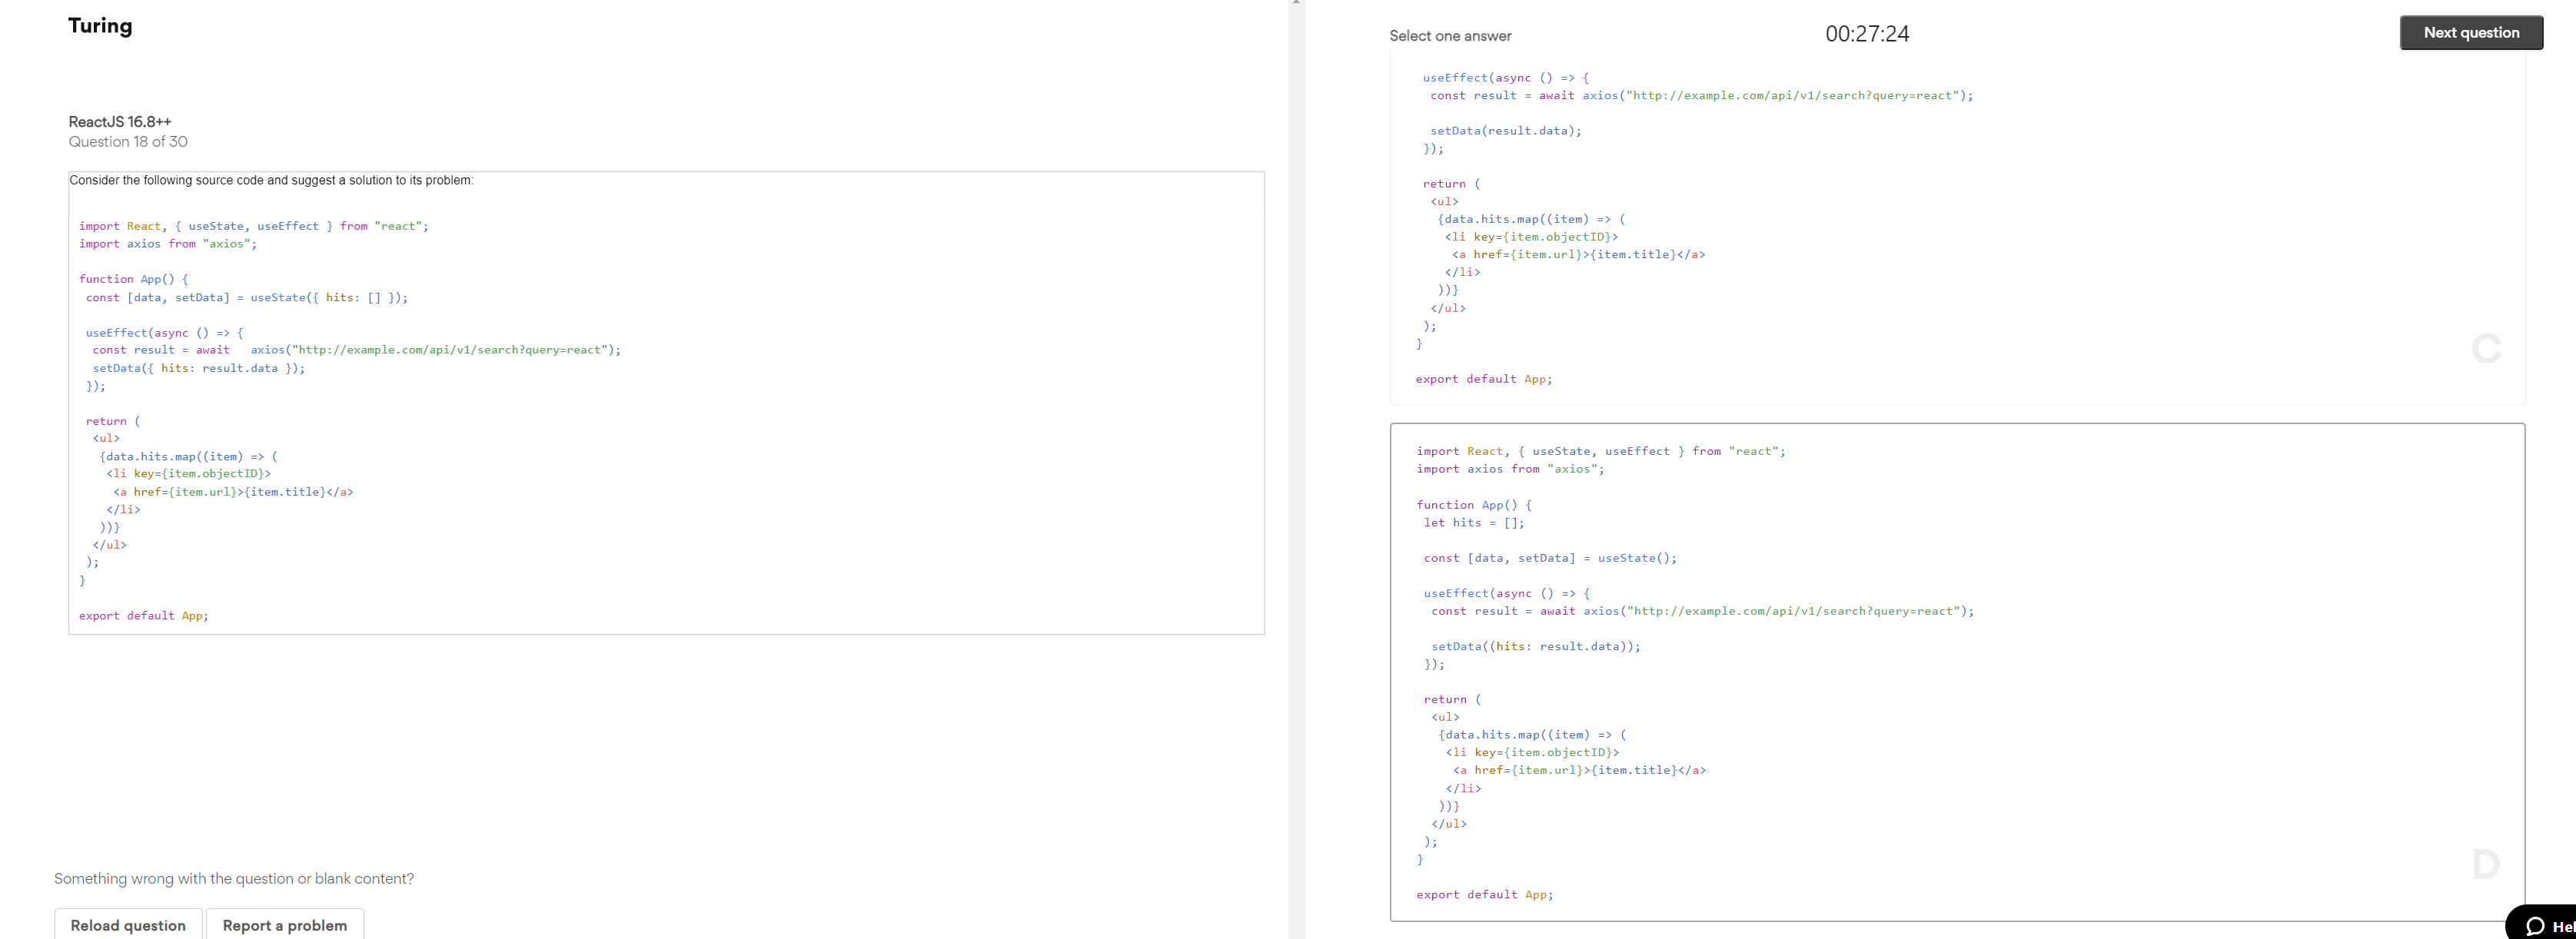 Turing
ReactJS 16.8++
Question 18 of 30
Consider the following source code and suggest a solution to its problem:
import React, { useState, useEffect } from "react";
import axios from "axios";
function App() {
const [data, setData] = useState({ hits: [] });
useEffect(async () => {
const result = await   axios("http://example.com/api/v1/search?query=react");
setData({ hits: result.data });
});
return (
<ul>
{data.hits.map((item) => (
<li key={item.objectID}>
<a href={item.url}>{item.title}</a>
</li>
))}
</ul>
);
}
export default App;
Something wrong with the question or blank content?
Reload question
Report a problem
Select one answer
00:27:24
Next question
useEffect(async () => {
const result = await axios("http://example.com/api/v1/search?query=react");
setData(result.data);
});
return (
<ul>
{data.hits.map((item) => (
<li key={item.objectID}>
<a href={item.url}>{item.title}</a>
</li>
))}
</ul>
);
}
export default App;
C
import React, { useState, useEffect } from "react";
import axios from "axios";
function App() {
let hits = [];
const [data, setData] = useState();
useEffect(async () => {
const result = await axios("http://example.com/api/v1/search?query=react");
setData((hits: result.data));
});
return (
<ul>
{data.hits.map((item) => (
<li key={item.objectID}>
<a href={item.url}>{item.title}</a>
</li>
))}
</ul>
);
}
export default App;
D
Hel